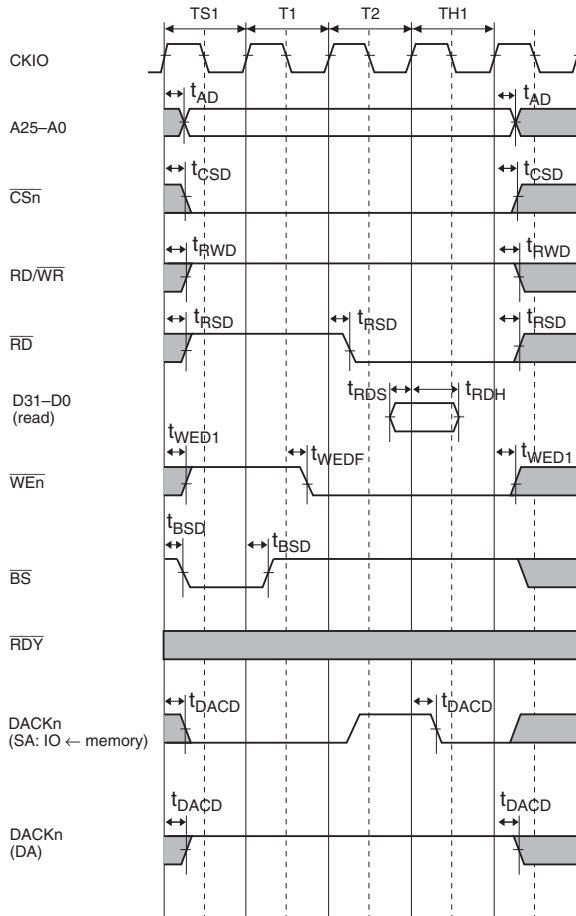 TS1 T1 T2 TH1
CKIO
tAD tAD
A25–A0
tCSD tCSD
CSn
tRWD tRWD
RD/WR
tRSD tRSD tRSD
RD
D31–D0
(read)
tRDS tRDH
tWED1 tWEDF tWED1
WEn
tBSD tBSD
BS
RDY
tDACD tDACD
DACKn
(SA: IO ← memory)
tDACD tDACD
DACKn
(DA)